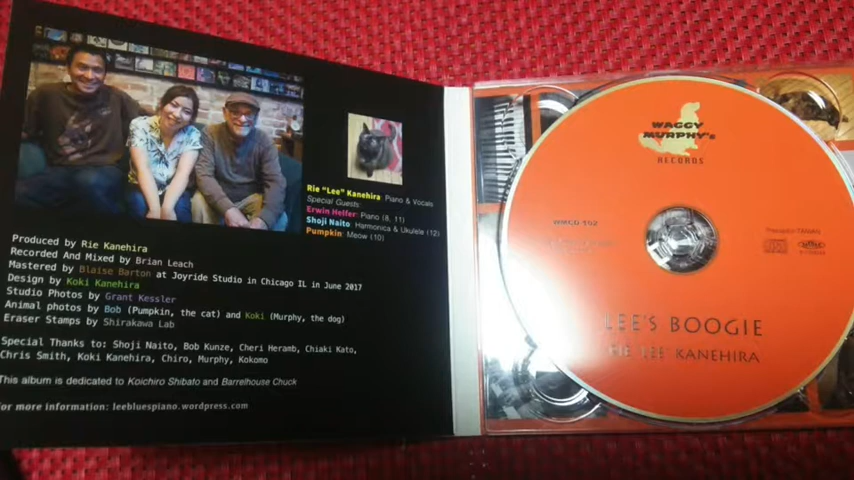 Rie "Lee" Kanehira Piano & Vocals
Special Guests:
Erwin Helfer Piano (8, 11)
Shoji Naito Harmonica & Ukulele (12)
Pumpkin Meow (10)
Produced by Rie Kanehira
Recorded And Mixed by Brian Leach
Mastered by Blaise Barton at Joyride Studio in Chicago IL in June 2017
Design by Koki Kanehira
Studio Photos by Grant Kessler
Animal photos by Bob (Pumpkin, the cat) and Koki (Murphy, the dog)
Eraser Stamps by Shirakawa Lab
Special Thanks to: Shoji Naito, Bob Kunze, Cheri Heramb, Chiaki Kato,
Chris Smith, Koki Kanehira, Chiro, Murphy, Kokomo
This album is dedicated to Koichiro Shibato and Barrelhouse Chuck
For more information: leebluespiano.wordpress.com
WAGGY
MURPHY's
RECORDS
WMCD-102
TAIWAN
LEE'S BOOGIE
RIE "LEE" KANEHIRA